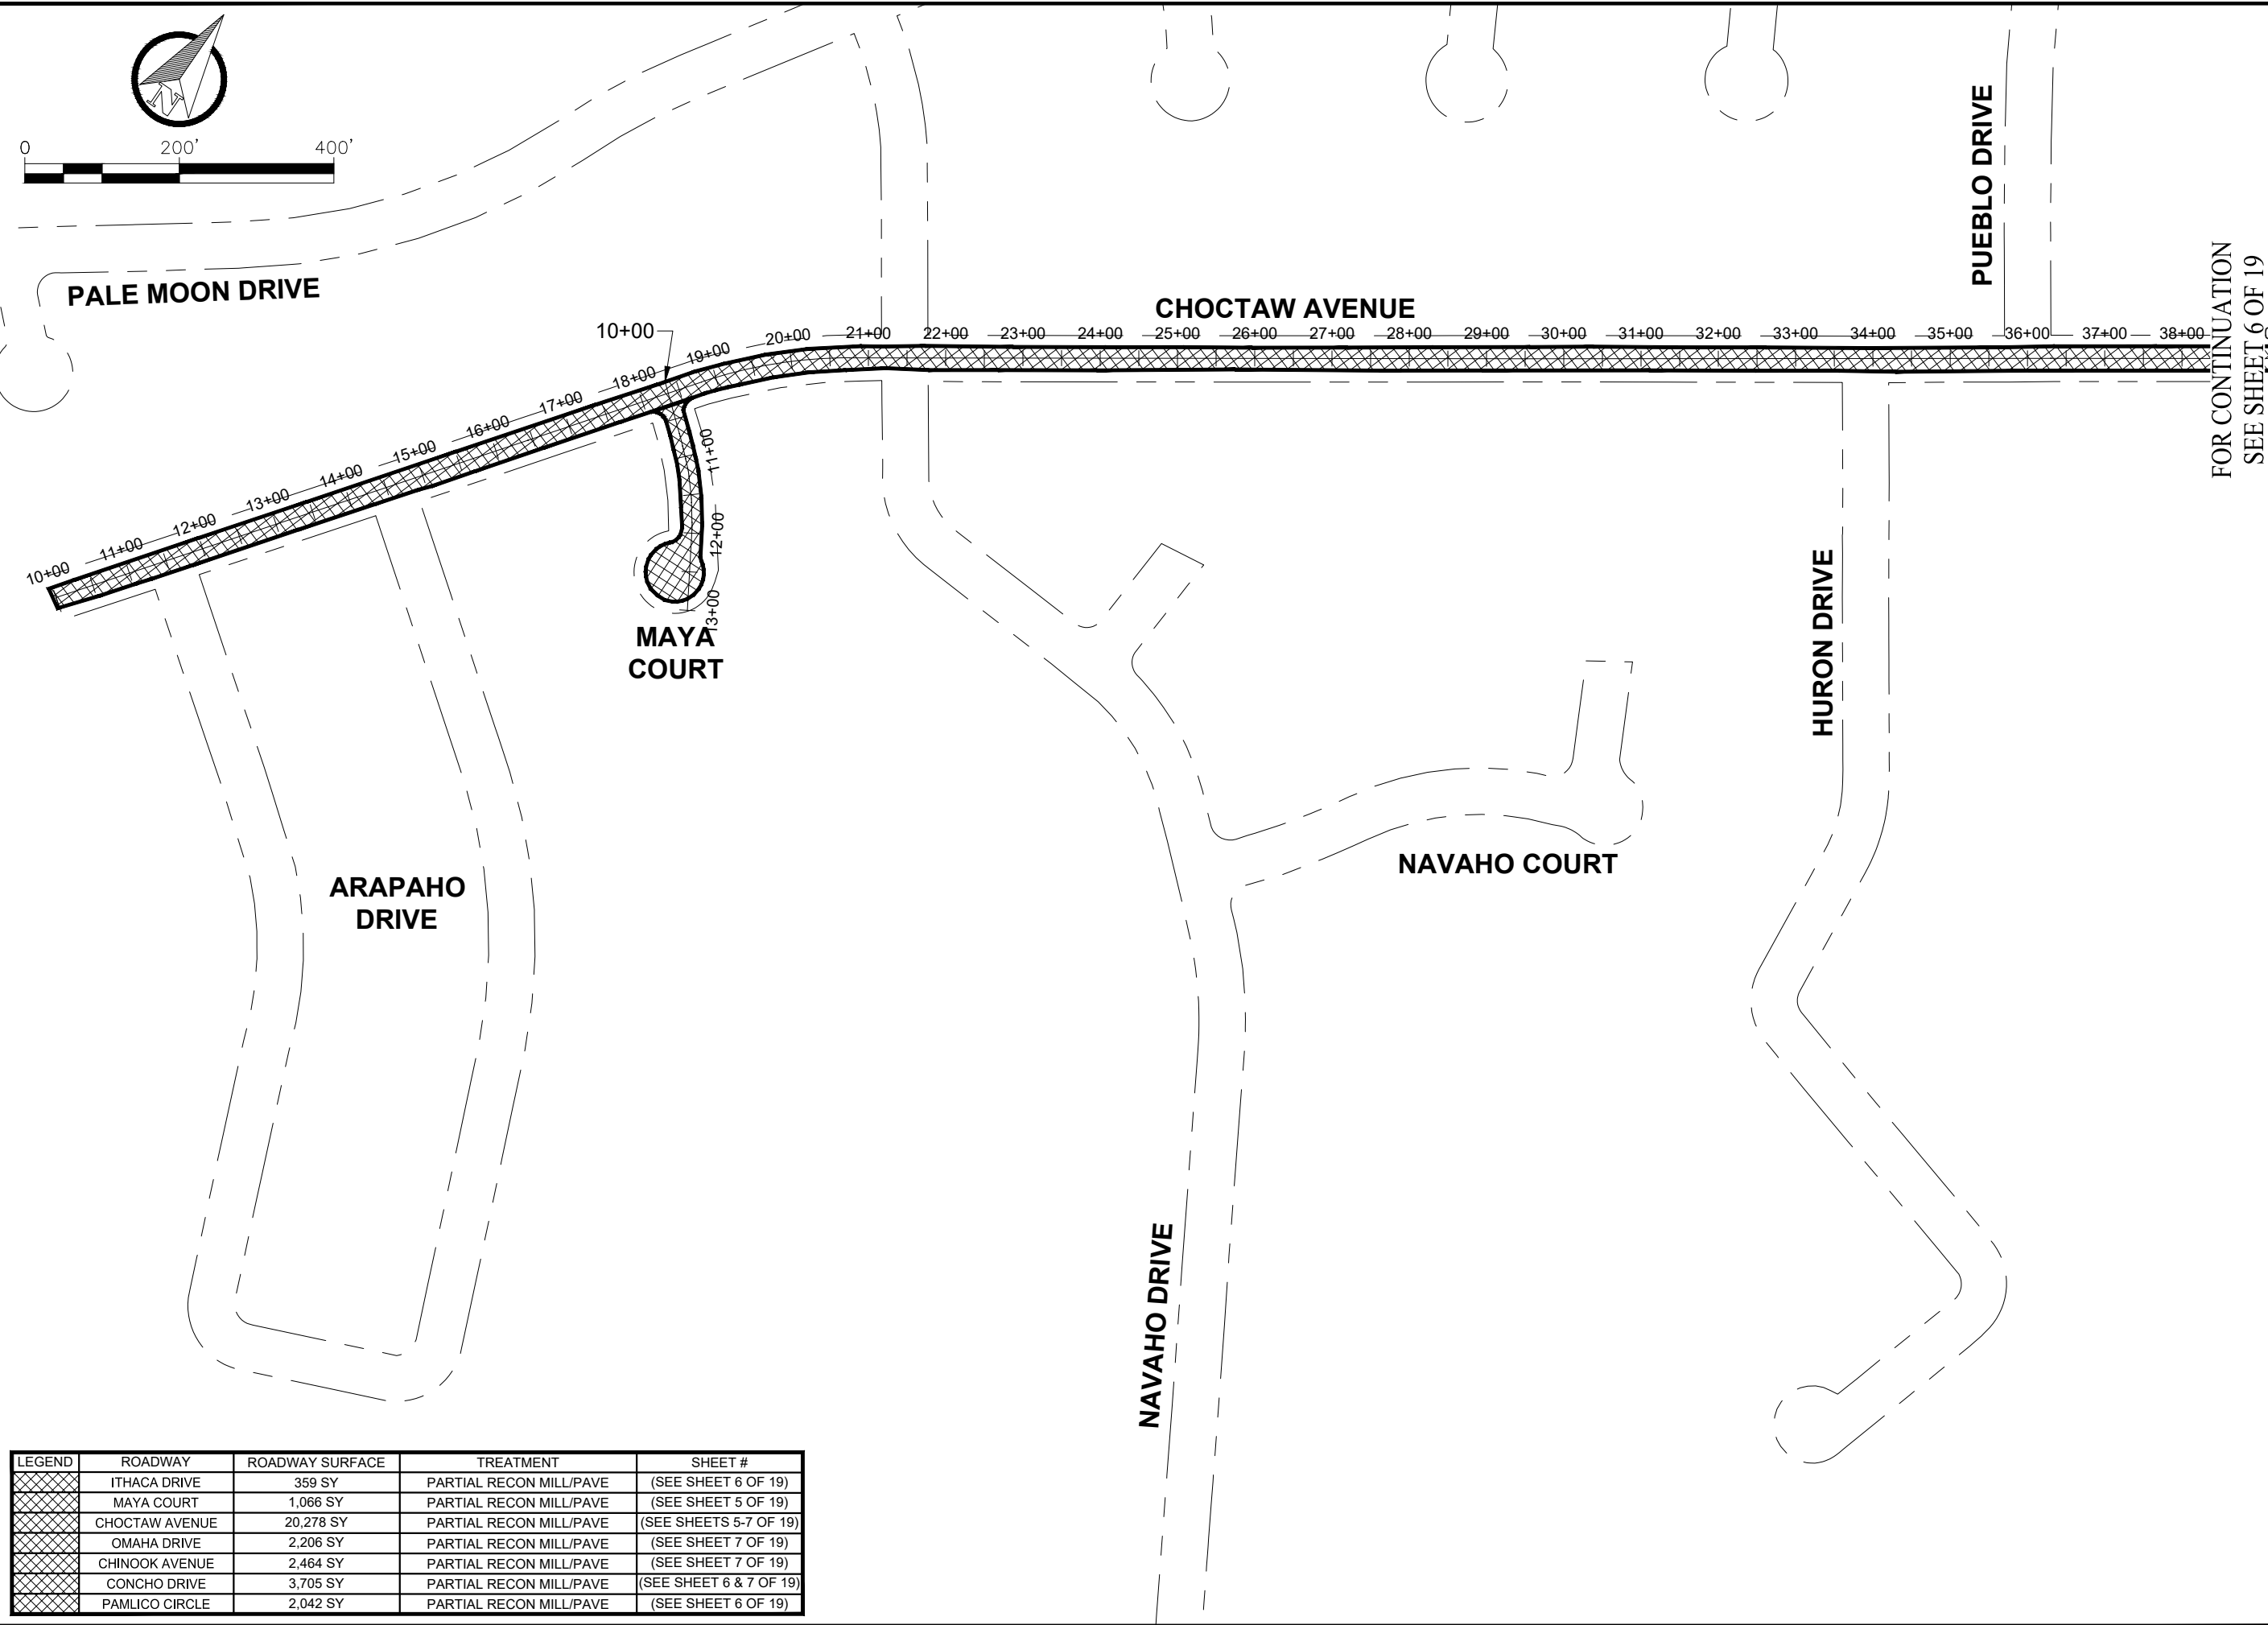 N
0 200' 400'
PALE MOON DRIVE
PUEBLO DRIVE
CHOCTAW AVENUE
10+00
10+00 11+00 12+00 13+00 14+00 15+00 16+00 17+00 18+00 19+00 20+00 21+00 22+00 23+00 24+00 25+00 26+00 27+00 28+00 29+00 30+00 31+00 32+00 33+00 34+00 35+00 36+00 37+00 38+00
FOR CONTINUATION
SEE SHEET 6 OF 19
11+00
12+00
13+00
MAYA
COURT
HURON DRIVE
NAVAHO COURT
ARAPAHO
DRIVE
NAVAHO DRIVE
LEGEND ROADWAY ROADWAY SURFACE TREATMENT SHEET #
ITHACA DRIVE 359 SY PARTIAL RECON MILL/PAVE (SEE SHEET 6 OF 19)
MAYA COURT 1,066 SY PARTIAL RECON MILL/PAVE (SEE SHEET 5 OF 19)
CHOCTAW AVENUE 20,278 SY PARTIAL RECON MILL/PAVE (SEE SHEETS 5-7 OF 19)
OMAHA DRIVE 2,206 SY PARTIAL RECON MILL/PAVE (SEE SHEET 7 OF 19)
CHINOOK AVENUE 2,464 SY PARTIAL RECON MILL/PAVE (SEE SHEET 7 OF 19)
CONCHO DRIVE 3,705 SY PARTIAL RECON MILL/PAVE (SEE SHEET 6 & 7 OF 19)
PAMLICO CIRCLE 2,042 SY PARTIAL RECON MILL/PAVE (SEE SHEET 6 OF 19)